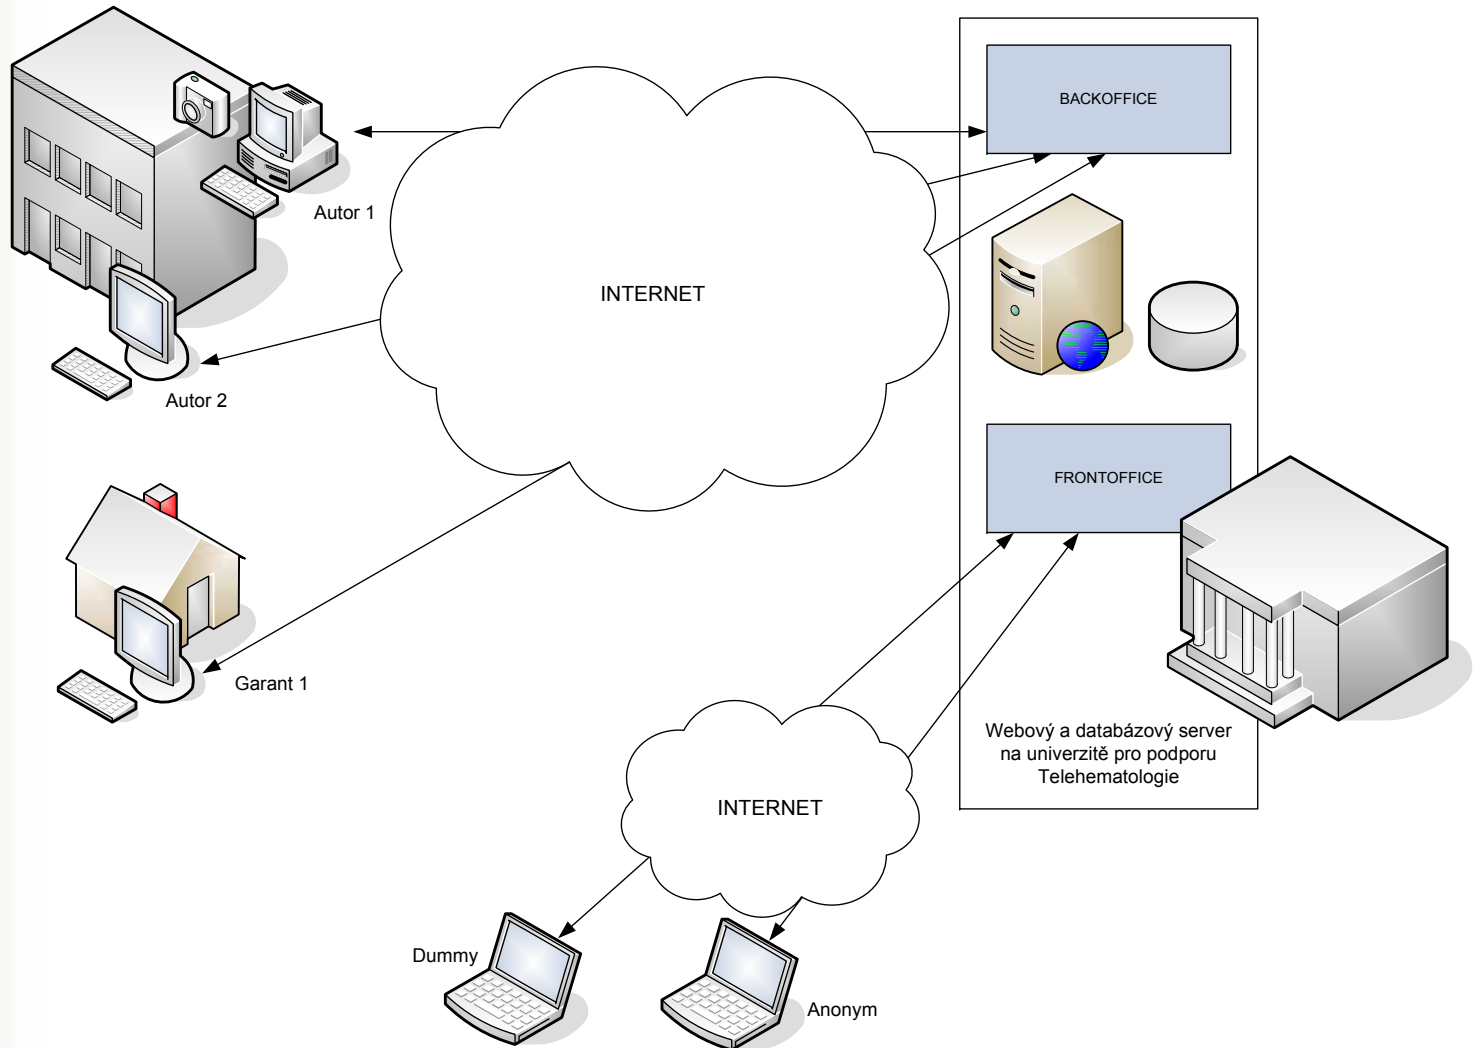 BACKOFFICE
Autor 1
INTERNET
Autor 2
FRONTOFFICE
Garant 1
Webový a databázový server
na univerzitě pro podporu
Telehematologie
INTERNET
Dummy
Anonym